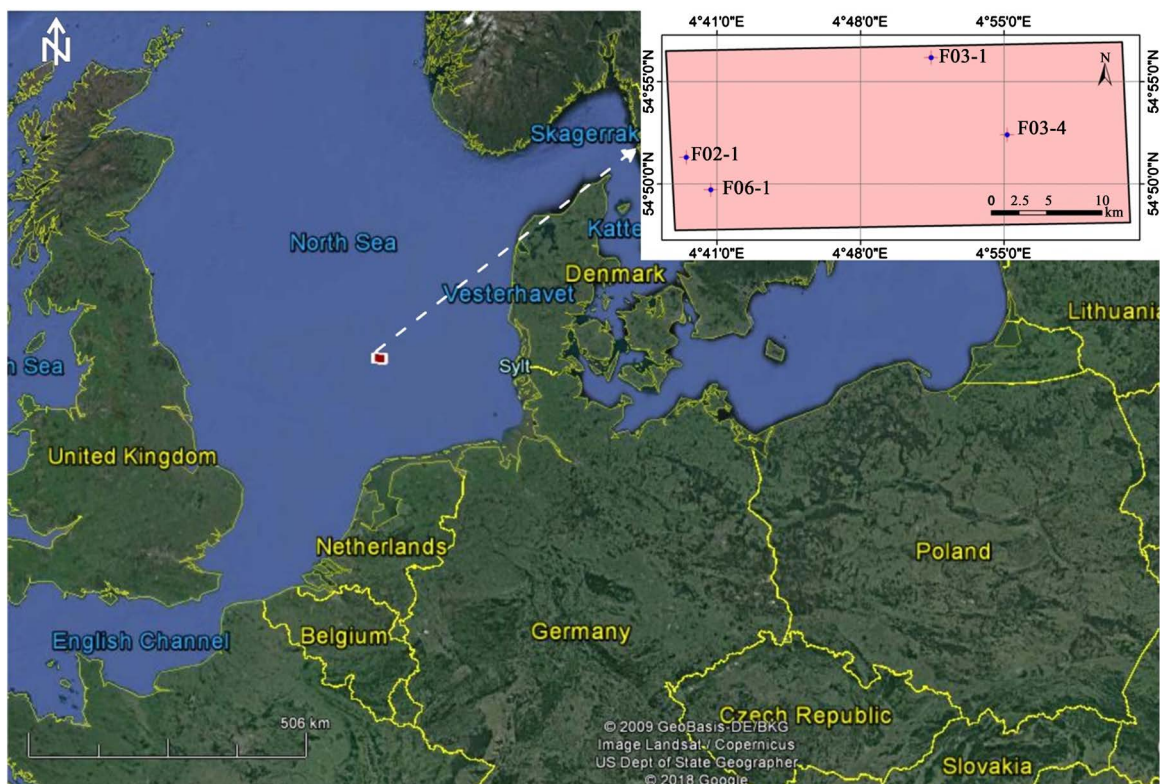 N
4°41'0"E 4°48'0"E 4°55'0"E
54°55'0"N
54°50'0"N
F03-1
N
F03-4
F02-1
F06-1
0 2.5 5 10
km
54°55'0"N
54°50'0"N
4°41'0"E 4°48'0"E 4°55'0"E
Skagerrak
North Sea
Katte
Denmark
Vesterhavet
Lithuania
h Sea
Sylt
United Kingdom
Netherlands
Poland
English Channel
Belgium
Germany
506 km
Czech Republic
© 2009 GeoBasis-DE/BKG
Image Landsat / Copernicus
US Dept of State Geographer
© 2018 Google
Slovakia